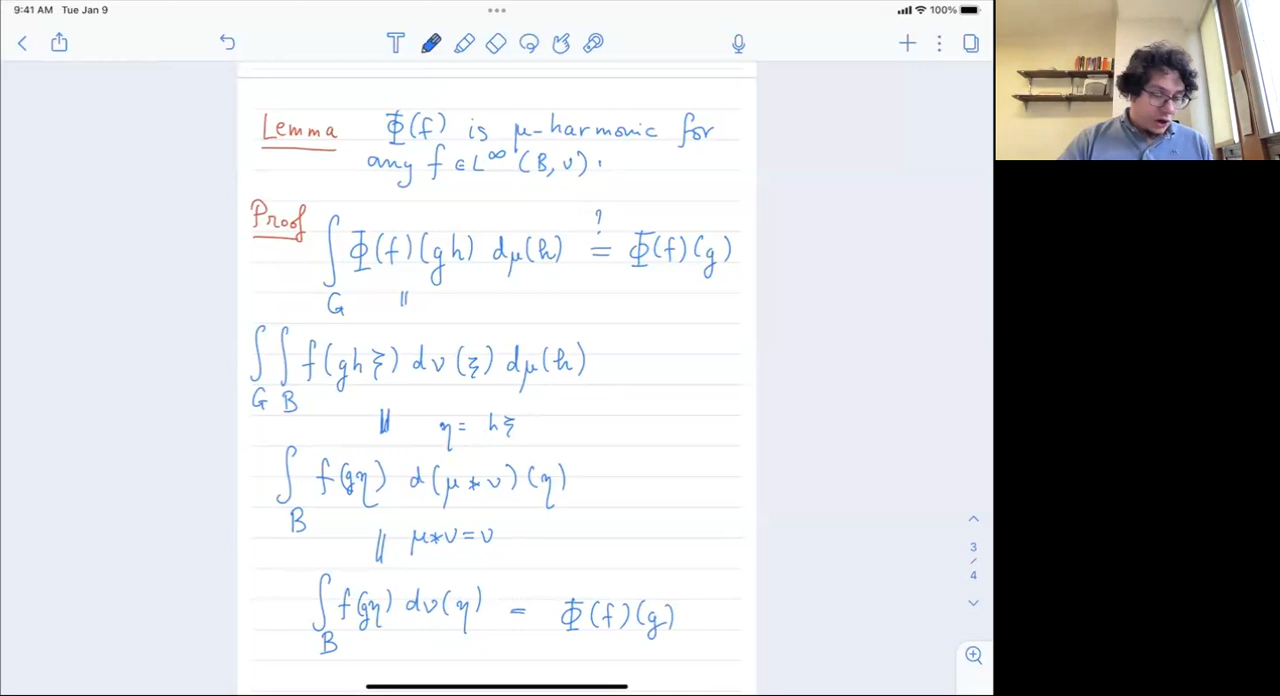 9:41 AM Tue Jan 9
100%
Lemma Φ(f) is μ-harmonic for
any f ∈ L^∞ (B, ν).
Proof ∫_G Φ(f)(gh) dμ(h) =^? Φ(f)(g)
||
∫_G ∫_B f(ghξ) dν(ξ) dμ(h)
|| η = hξ
∫_B f(gη) d(μ*ν)(η)
|| μ*ν=ν
∫_B f(gη) dν(η) = Φ(f)(g)
3
/
4